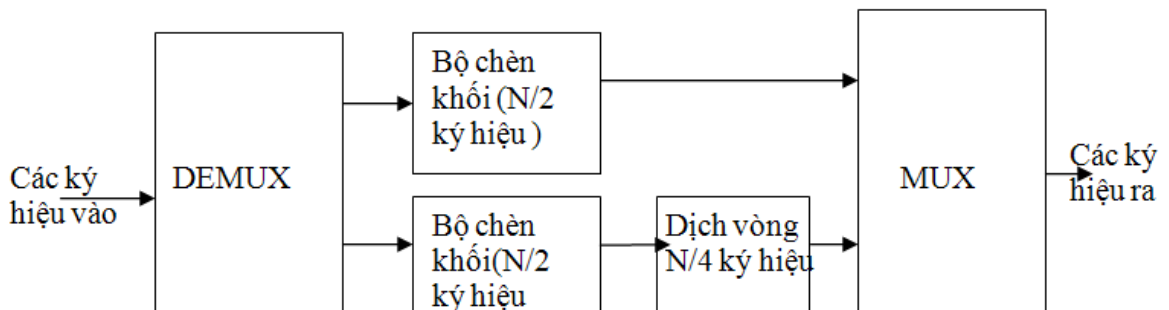 Các ký
hiệu vào
DEMUX
Bộ chèn
khối (N/2
ký hiệu )
Bộ chèn
khối(N/2
ký hiệu
Dịch vòng
N/4 ký hiệu
MUX
Các ký
hiệu ra